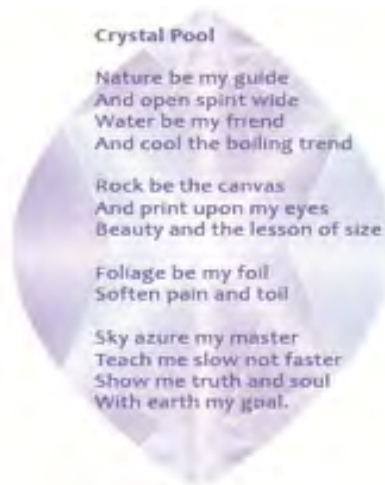 Crystal Pool
Nature be my guide
And open spirit wide
Water be my friend
And cool the boiling trend
Rock be the canvas
And print upon my eyes
Beauty and the lesson of size
Foliage be my foil
Soften pain and toil
Sky azure my master
Teach me slow not faster
Show me truth and soul
With earth my goal.